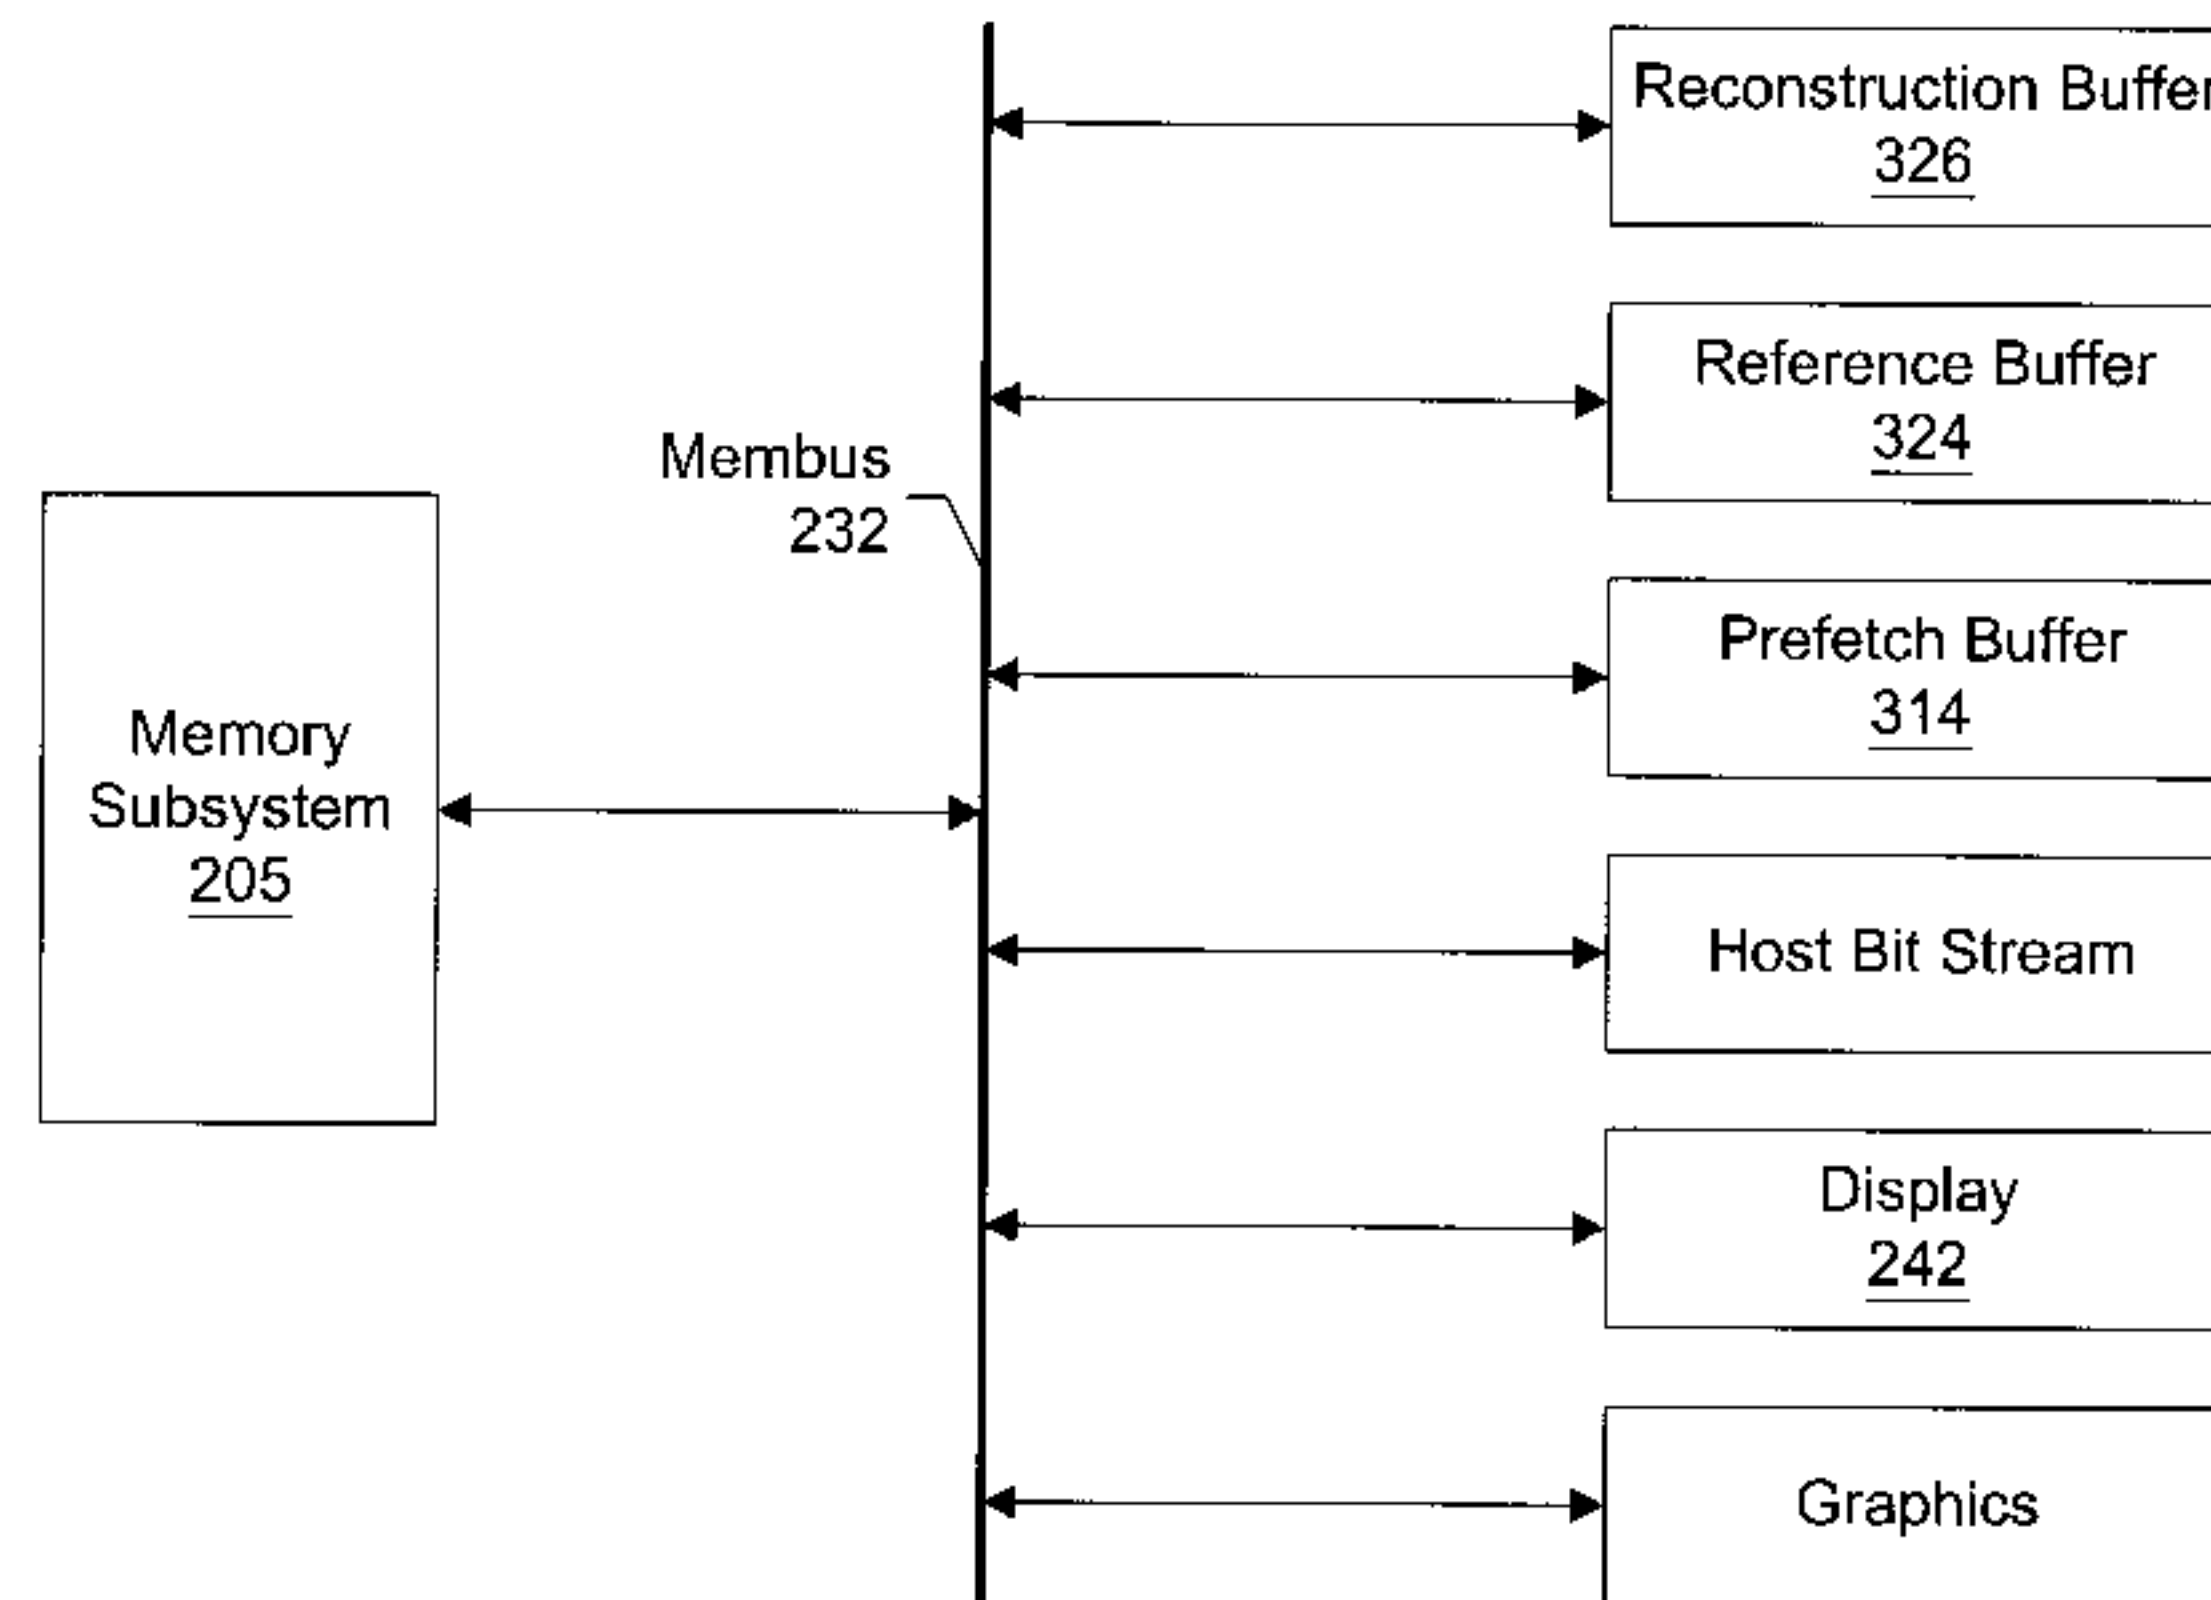 Reconstruction Buffer
326
Reference Buffer
324
Membus
232
Prefetch Buffer
314
Memory
Subsystem
205
Host Bit Stream
Display
242
Graphics